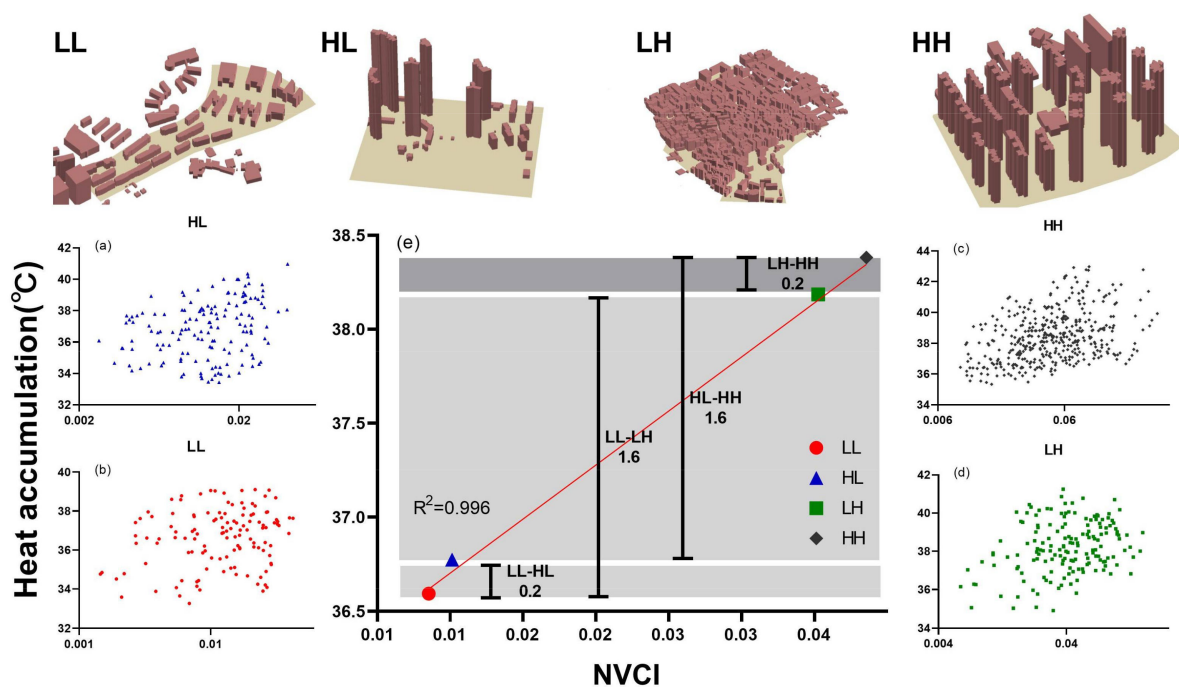 LL
HL
LH
HH
Heat accumulation(℃)
HL
(a)
42
40
38
36
34
32
0.002
0.02
LL
(b)
40
38
36
34
32
0.001
0.01
(e)
38.5
38.0
37.5
37.0
36.5
LH-HH
0.2
HL-HH
1.6
LL-LH
1.6
R²=0.996
LL-HL
0.2
LL
HL
LH
HH
0.01
0.01
0.02
0.02
0.03
0.03
0.04
NVCI
HH
(c)
44
42
40
38
36
34
0.006
0.06
LH
(d)
42
40
38
36
34
0.004
0.04